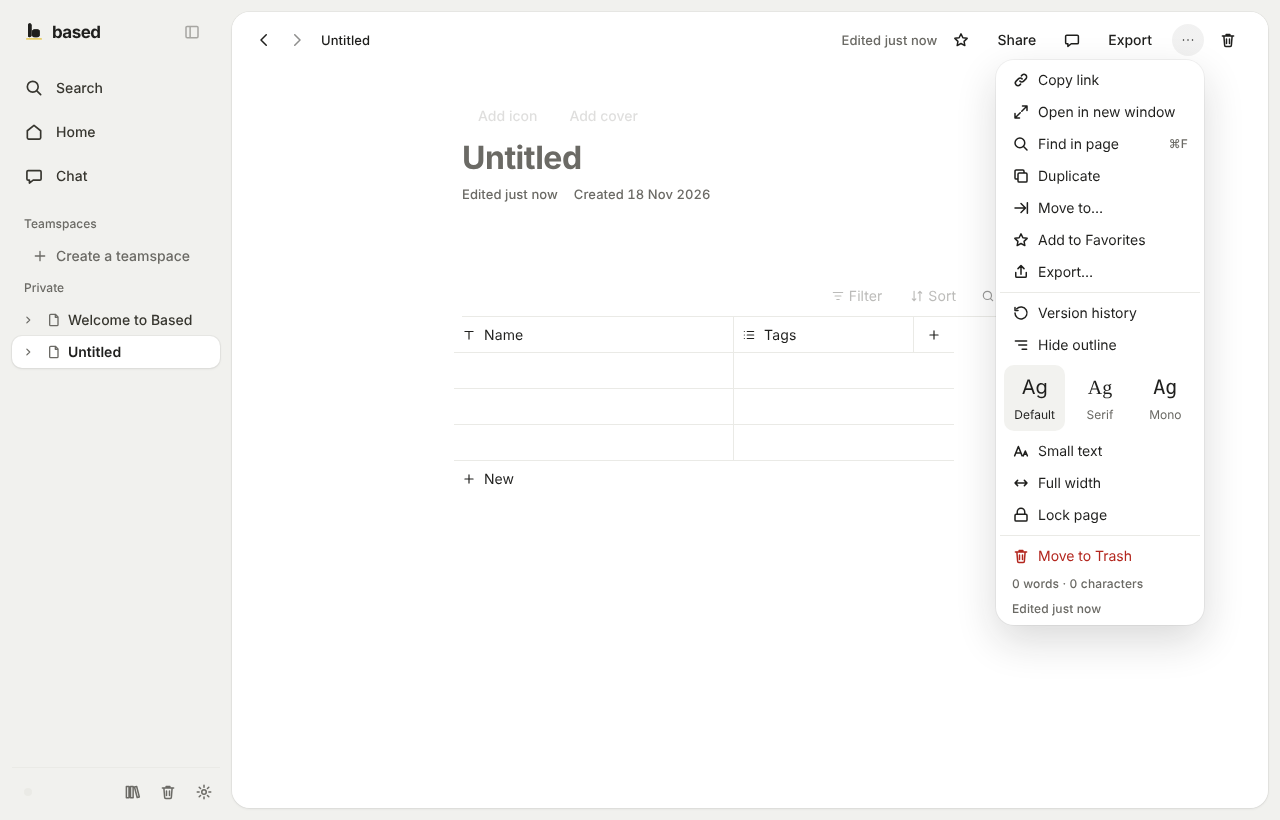 based
Search
Home
Chat
Teamspaces
Create a teamspace
Private
Welcome to Based
Untitled
Untitled
Edited just now
Share
Export
Add icon
Add cover
Untitled
Edited just now
Created 18 Nov 2026
Filter
Sort
Name
Tags
New
Copy link
Open in new window
Find in page
⌘F
Duplicate
Move to...
Add to Favorites
Export...
Version history
Hide outline
Ag Ag Ag
Default Serif Mono
Small text
Full width
Lock page
Move to Trash
0 words · 0 characters
Edited just now